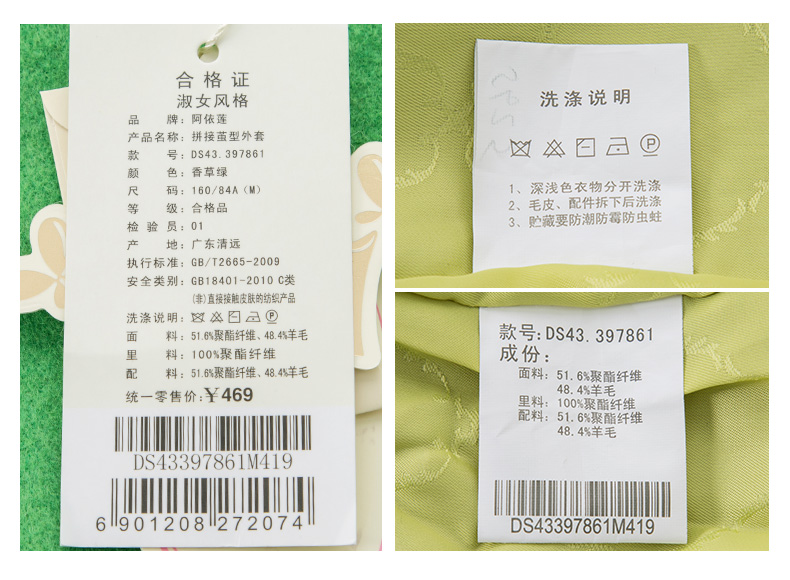 合格证
淑女风格
品 牌: 阿依莲
产品名称: 拼接茧型外套
款 号: DS43.397861
颜 色: 香草绿
尺 码: 160/84A（M）
等 级: 合格品
检 验 员: 01
产 地: 广东清远
执行标准: GB/T2665-2009
安全类别: GB18401-2010 C类
(非)直接接触皮肤的纺织产品
洗涤说明:
面 料: 51.6%聚酯纤维、48.4%羊毛
里 料: 100%聚酯纤维
配 料: 51.6%聚酯纤维、48.4%羊毛
统一零售价:￥469
DS43397861M419
6 901208 272074
洗涤说明
1、深浅色衣物分开洗涤
2、毛皮、配件拆下后洗涤
3、贮藏要防潮防霉防虫蛀
款号:DS43.397861
成份:
面料: 51.6%聚酯纤维
48.4%羊毛
里料: 100%聚酯纤维
配料: 51.6%聚酯纤维
48.4%羊毛
DS43397861M419